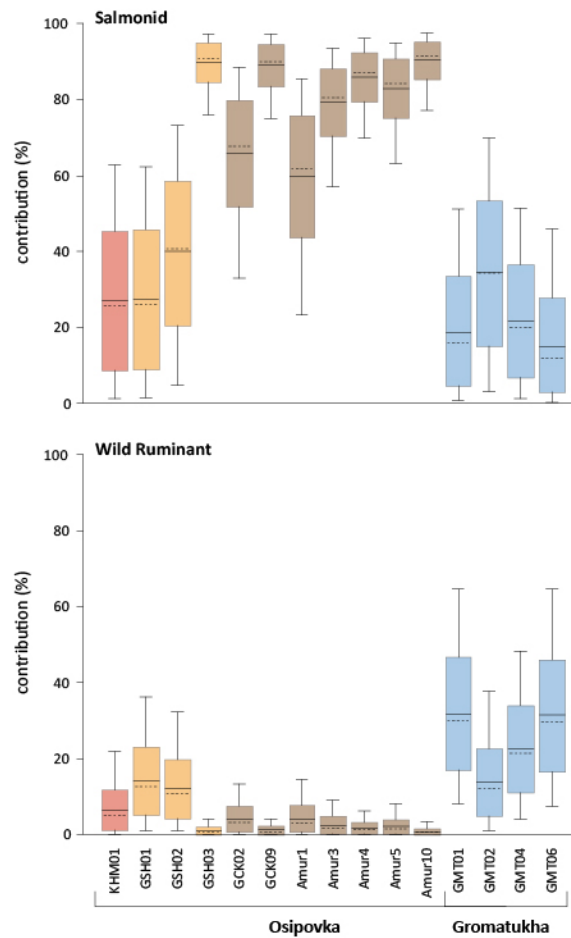 Salmonid
contribution (%)
100
80
60
40
20
0
Wild Ruminant
contribution (%)
100
80
60
40
20
0
KHM01 GSH01 GSH02 GSH03 GCK02 GCK09 Amur1 Amur3 Amur4 Amur5 Amur10 GMT01 GMT02 GMT04 GMT06
Osipovka Gromatukha